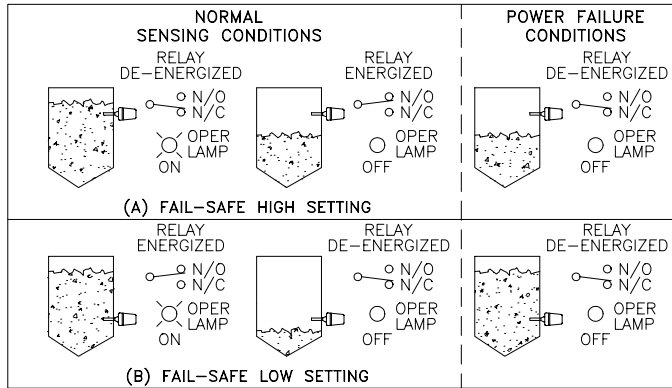 NORMAL
SENSING CONDITIONS
POWER FAILURE
CONDITIONS
RELAY
DE-ENERGIZED
N/O
N/C
OPER
LAMP
ON
RELAY
ENERGIZED
N/O
N/C
OPER
LAMP
OFF
RELAY
DE-ENERGIZED
N/O
N/C
OPER
LAMP
OFF
(A) FAIL-SAFE HIGH SETTING
RELAY
ENERGIZED
N/O
N/C
OPER
LAMP
ON
RELAY
DE-ENERGIZED
N/O
N/C
OPER
LAMP
OFF
RELAY
DE-ENERGIZED
N/O
N/C
OPER
LAMP
OFF
(B) FAIL-SAFE LOW SETTING